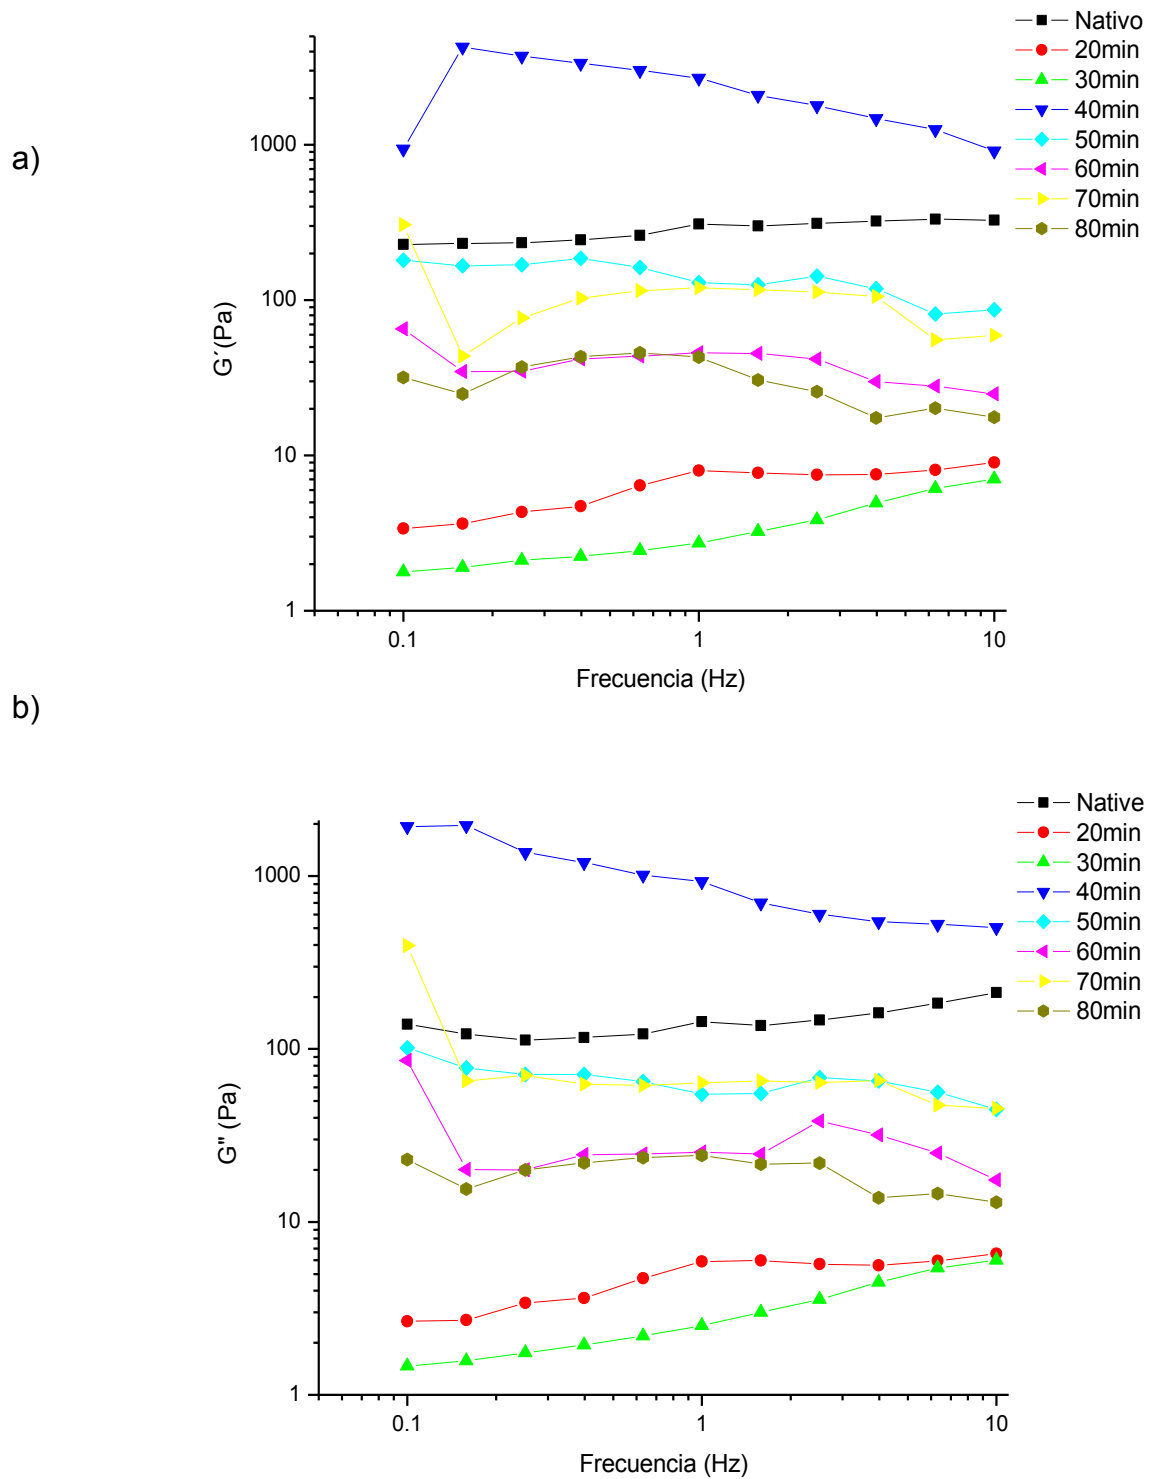 a)
Nativo
20min
30min
40min
50min
60min
70min
80min
1000
100
10
1
G´(Pa)
0.1
1
10
Frecuencia (Hz)
b)
Native
20min
30min
40min
50min
60min
70min
80min
1000
100
10
1
G" (Pa)
0.1
1
10
Frecuencia (Hz)